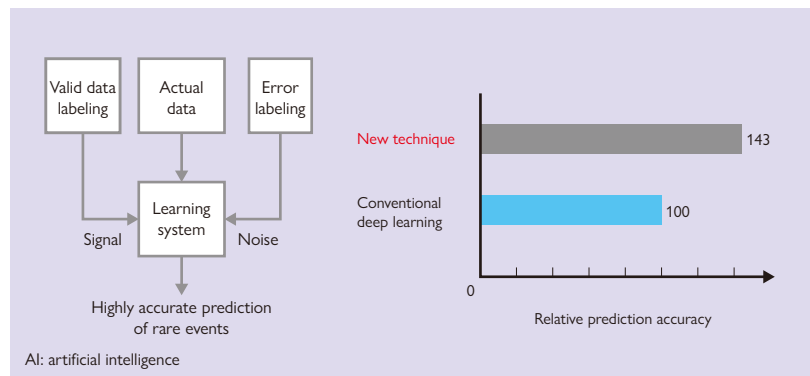 Valid data
labeling
Actual
data
Error
labeling
Learning
system
Signal
Noise
Highly accurate prediction
of rare events
AI: artificial intelligence
New technique
143
Conventional
deep learning
100
0
Relative prediction accuracy